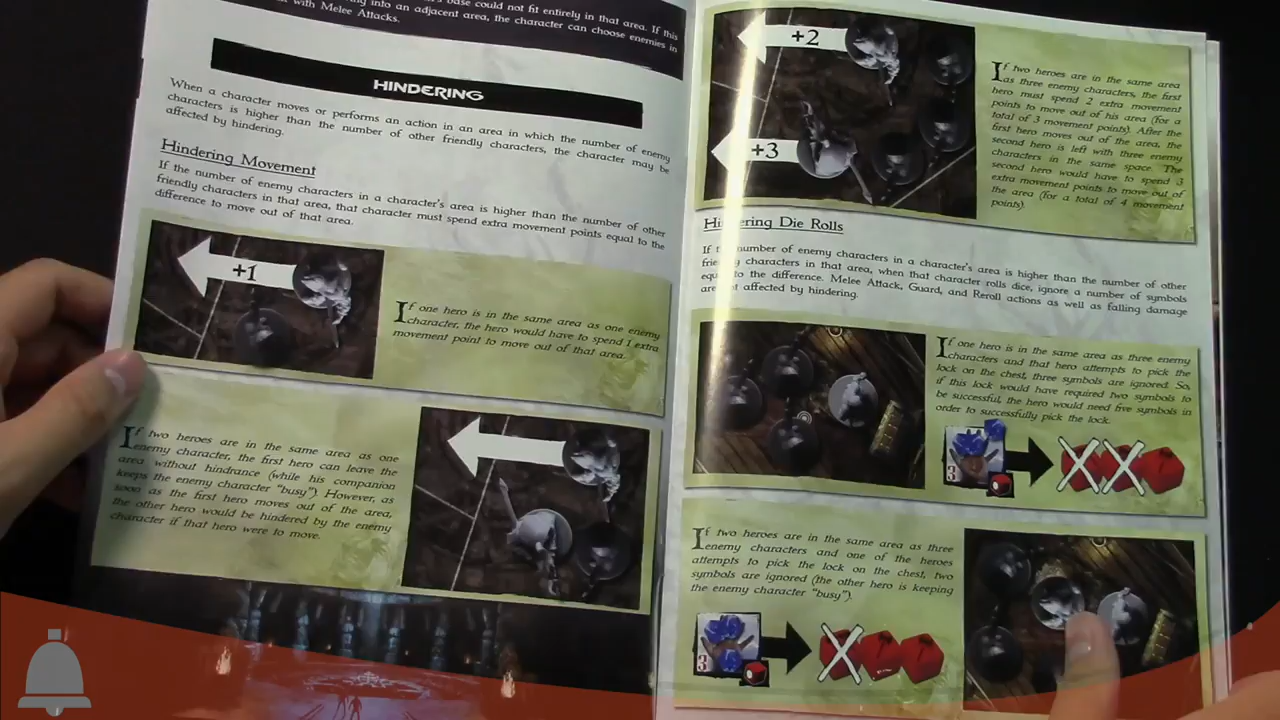 base could not fit entirely in that area. If this
into an adjacent area, the character can choose enemies in
with Melee Attacks.
HINDERING
When a character moves or performs an action in an area in which the number of enemy
characters is higher than the number of other friendly characters, the character may be
affected by hindering.
Hindering Movement
If the number of enemy characters in a character's area is higher than the number of other
friendly characters in that area, that character must spend extra movement points equal to the
difference to move out of that area.
+1
If one hero is in the same area as one enemy
character, the hero would have to spend 1 extra
movement point to move out of that area.
If two heroes are in the same area as one
enemy character, the first hero can leave the
area without hindrance (while his companion
keeps the enemy character "busy"). However, as
soon as the first hero moves out of the area,
the other hero would be hindered by the enemy
character if that hero were to move.
+2
+3
If two heroes are in the same area
as three enemy characters, the first
hero must spend 2 extra movement
points to move out of his area (for a
total of 3 movement points). After the
first hero moves out of the area, the
second hero is left with three enemy
characters in the same space. The
second hero would have to spend 3
extra movement points to move out of
the area (for a total of 4 movement
points).
Hindering Die Rolls
If number of enemy characters in a character's area is higher than the number of other
characters in that area, when that character rolls dice, ignore a number of symbols
to the difference. Melee Attack, Guard, and Reroll actions as well as falling damage
affected by hindering.
If one hero is in the same area as three enemy
characters and that hero attempts to pick the
lock on the chest, three symbols are ignored. So,
if this lock would have required two symbols to
be successful, the hero would need five symbols in
order to successfully pick the lock.
3
If two heroes are in the same area as three
enemy characters and one of the heroes
attempts to pick the lock on the chest, two
symbols are ignored (the other hero is keeping
the enemy character "busy").
3